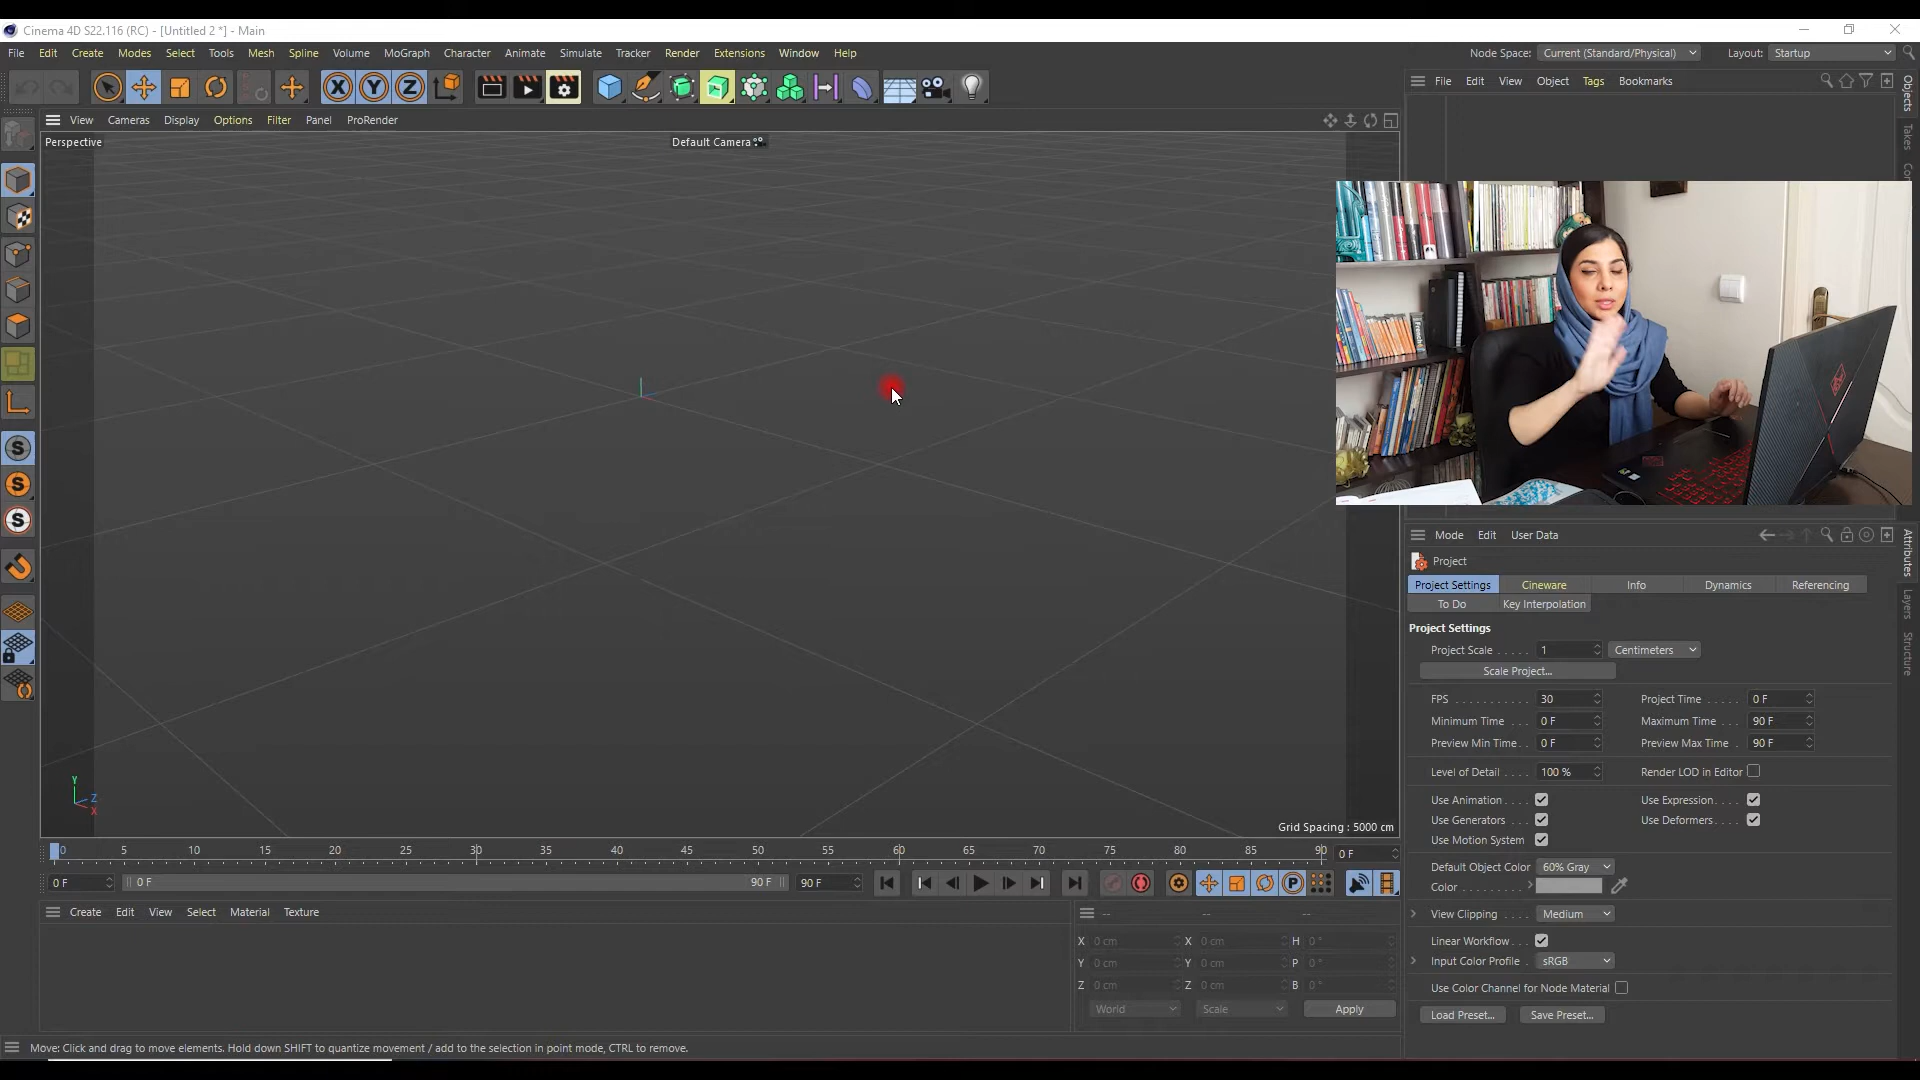 Cinema 4D S22.116 (RC) - [Untitled 2 *] - Main
File Edit Create Modes Select Tools Mesh Spline Volume MoGraph Character Animate Simulate Tracker Render Extensions Window Help
Node Space: Current (Standard/Physical) Layout: Startup
X Y Z
File Edit View Object Tags Bookmarks
Objects
Takes
View Cameras Display Options Filter Panel ProRender
Perspective
Default Camera
S
S
S
Y
Z
X
Grid Spacing : 5000 cm
Mode Edit User Data
Attributes
Layers
Structure
Project
Project Settings Cineware Info Dynamics Referencing
To Do Key Interpolation
Project Settings
Project Scale . . . . . 1 Centimeters
Scale Project...
FPS . . . . . . . . . . . 30 Project Time . . . . . 0 F
Minimum Time . . . 0 F Maximum Time . . . 90 F
Preview Min Time . . 0 F Preview Max Time . 90 F
Level of Detail . . . . 100 % Render LOD in Editor
Use Animation . . . . Use Expression . . . .
Use Generators . . . Use Deformers . . . .
Use Motion System
Default Object Color 60% Gray
Color . . . . . . . .
View Clipping . . . . Medium
Linear Workflow . . .
Input Color Profile . sRGB
Use Color Channel for Node Material
Load Preset... Save Preset...
0 5 10 15 20 25 30 35 40 45 50 55 60 65 70 75 80 85 90 0 F
0 F 0 F 90 F 90 F P
Create Edit View Select Material Texture
-- -- --
X 0 cm X 0 cm H 0 °
Y 0 cm Y 0 cm P 0 °
Z 0 cm Z 0 cm B 0 °
World Scale Apply
Move: Click and drag to move elements. Hold down SHIFT to quantize movement / add to the selection in point mode, CTRL to remove.